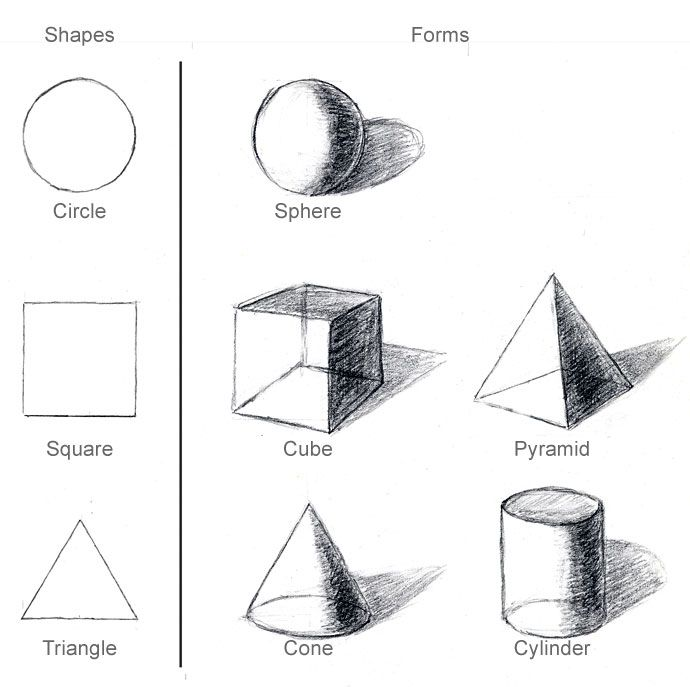 Shapes
Forms
Circle
Sphere
Square
Cube
Pyramid
Triangle
Cone
Cylinder